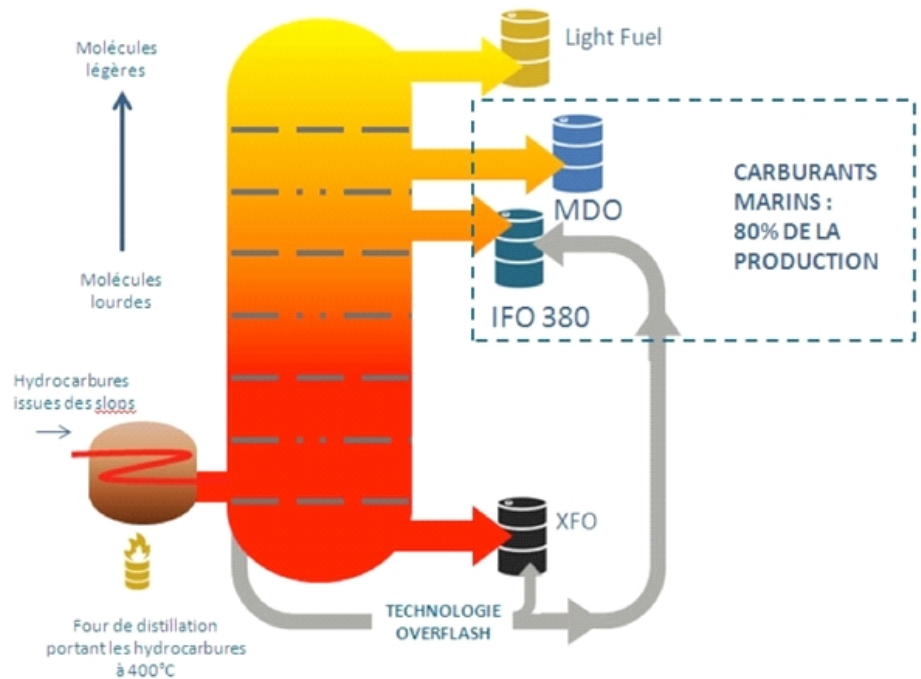 Molécules
légères
Light Fuel
MDO
CARBURANTS
MARINS :
80% DE LA
PRODUCTION
Molécules
lourdes
IFO 380
Hydrocarbures
issues des slops
XFO
TECHNOLOGIE
OVERFLASH
Four de distillation
portant les hydrocarbures
à 400°C